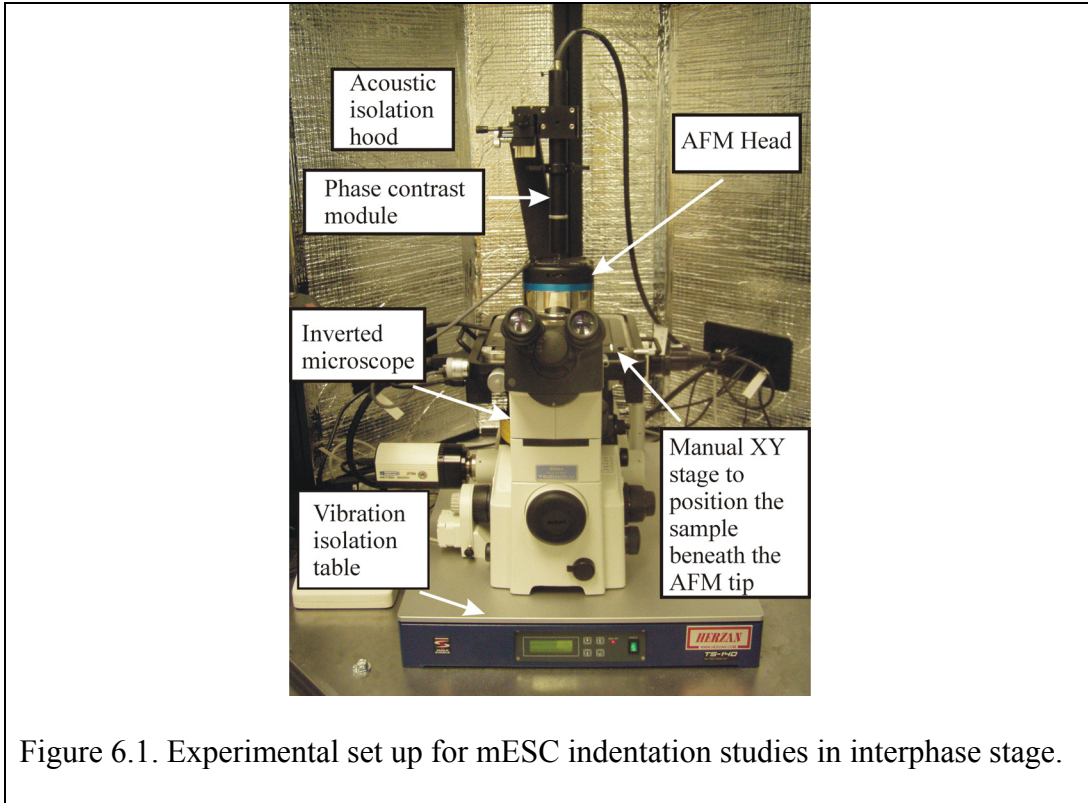 Acoustic
isolation
hood
Phase contrast
module
AFM Head
Inverted
microscope
Manual XY
stage to
position the
sample
beneath the
AFM tip
Vibration
isolation
table
HERZAN
TS-140
Figure 6.1. Experimental set up for mESC indentation studies in interphase stage.